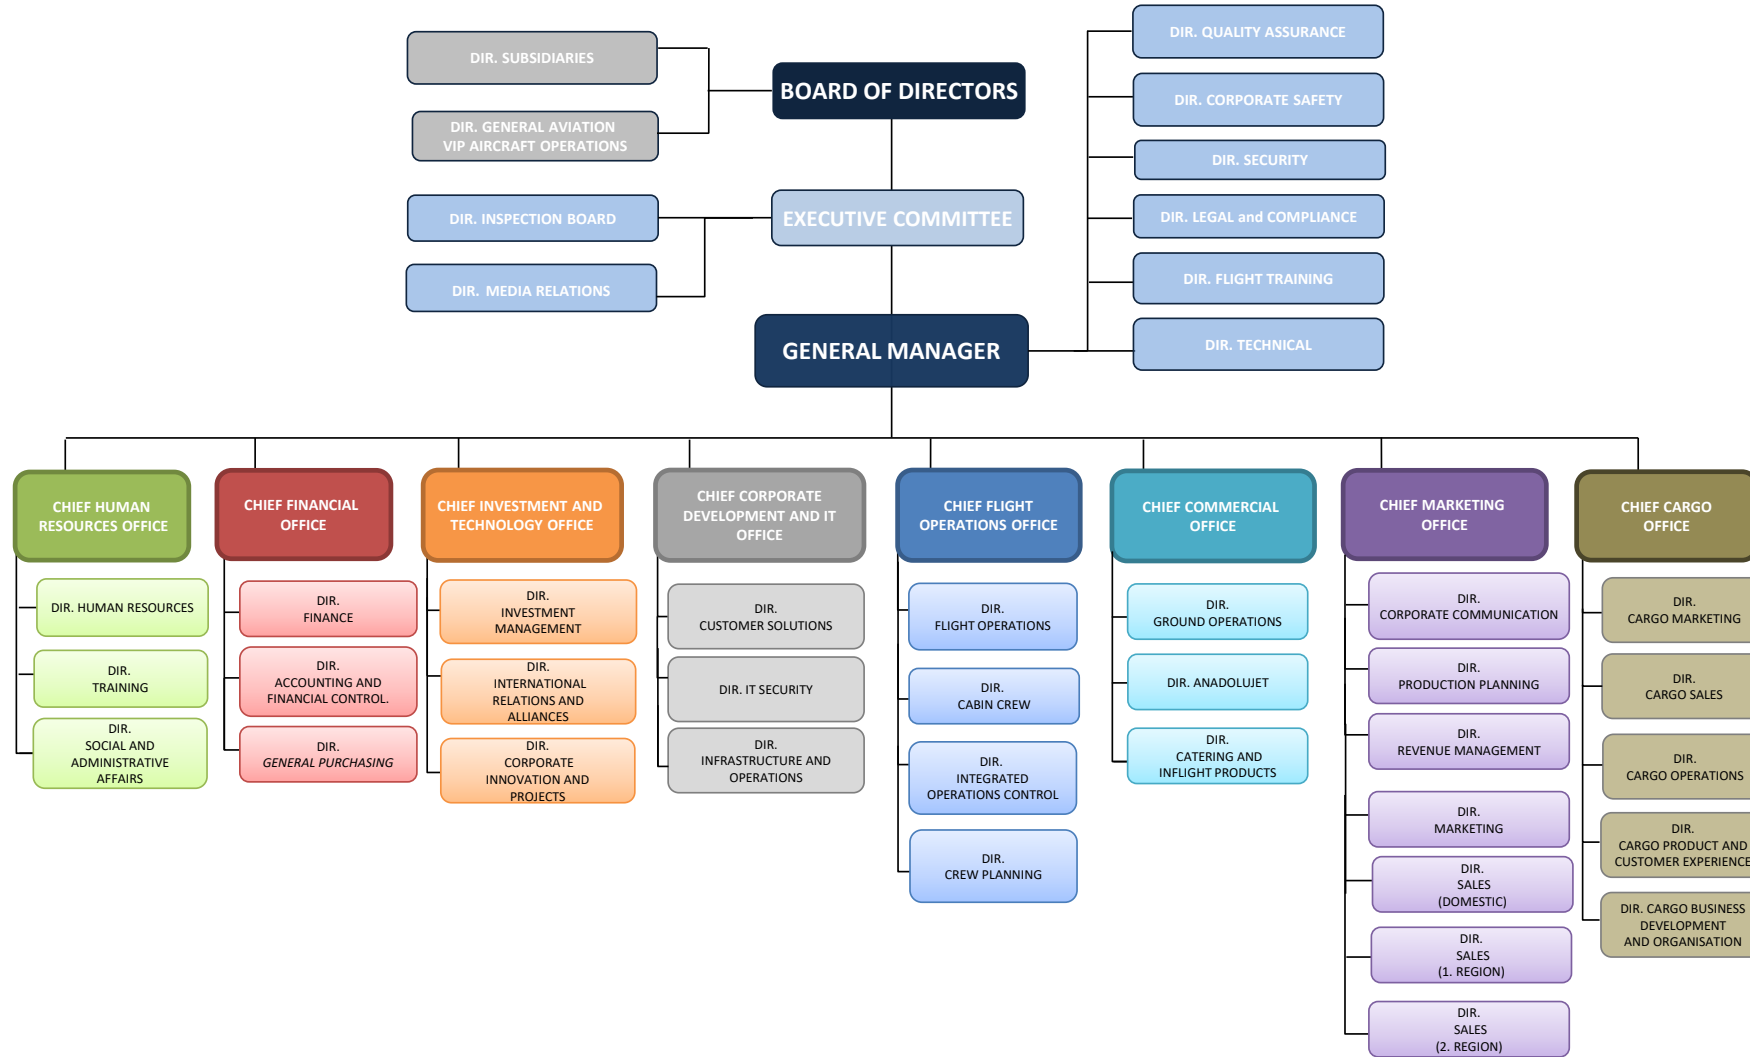 DIR. SUBSIDIARIES
DIR. GENERAL AVIATION
VIP AIRCRAFT OPERATIONS
DIR. INSPECTION BOARD
DIR. MEDIA RELATIONS
BOARD OF DIRECTORS
EXECUTIVE COMMITTEE
GENERAL MANAGER
DIR. QUALITY ASSURANCE
DIR. CORPORATE SAFETY
DIR. SECURITY
DIR. LEGAL and COMPLIANCE
DIR. FLIGHT TRAINING
DIR. TECHNICAL
CHIEF HUMAN
RESOURCES OFFICE
DIR. HUMAN RESOURCES
DIR.
TRAINING
DIR.
SOCIAL AND
ADMINISTRATIVE
AFFAIRS
CHIEF FINANCIAL
OFFICE
DIR.
FINANCE
DIR.
ACCOUNTING AND
FINANCIAL CONTROL.
DIR.
GENERAL PURCHASING
CHIEF INVESTMENT AND
TECHNOLOGY OFFICE
DIR.
INVESTMENT
MANAGEMENT
DIR.
INTERNATIONAL
RELATIONS AND
ALLIANCES
DIR.
CORPORATE
INNOVATION AND
PROJECTS
CHIEF CORPORATE
DEVELOPMENT AND IT
OFFICE
DIR.
CUSTOMER SOLUTIONS
DIR. IT SECURITY
DIR.
INFRASTRUCTURE AND
OPERATIONS
CHIEF FLIGHT
OPERATIONS OFFICE
DIR.
FLIGHT OPERATIONS
DIR.
CABIN CREW
DIR.
INTEGRATED
OPERATIONS CONTROL
DIR.
CREW PLANNING
CHIEF COMMERCIAL
OFFICE
DIR.
GROUND OPERATIONS
DIR. ANADOLUJET
DIR.
CATERING AND
INFLIGHT PRODUCTS
CHIEF MARKETING
OFFICE
DIR.
CORPORATE COMMUNICATION
DIR.
PRODUCTION PLANNING
DIR.
REVENUE MANAGEMENT
DIR.
MARKETING
DIR.
SALES
(DOMESTIC)
DIR.
SALES
(1. REGION)
DIR.
SALES
(2. REGION)
CHIEF CARGO
OFFICE
DIR.
CARGO MARKETING
DIR.
CARGO SALES
DIR.
CARGO OPERATIONS
DIR.
CARGO PRODUCT AND
CUSTOMER EXPERIENCE
DIR. CARGO BUSINESS
DEVELOPMENT
AND ORGANISATION